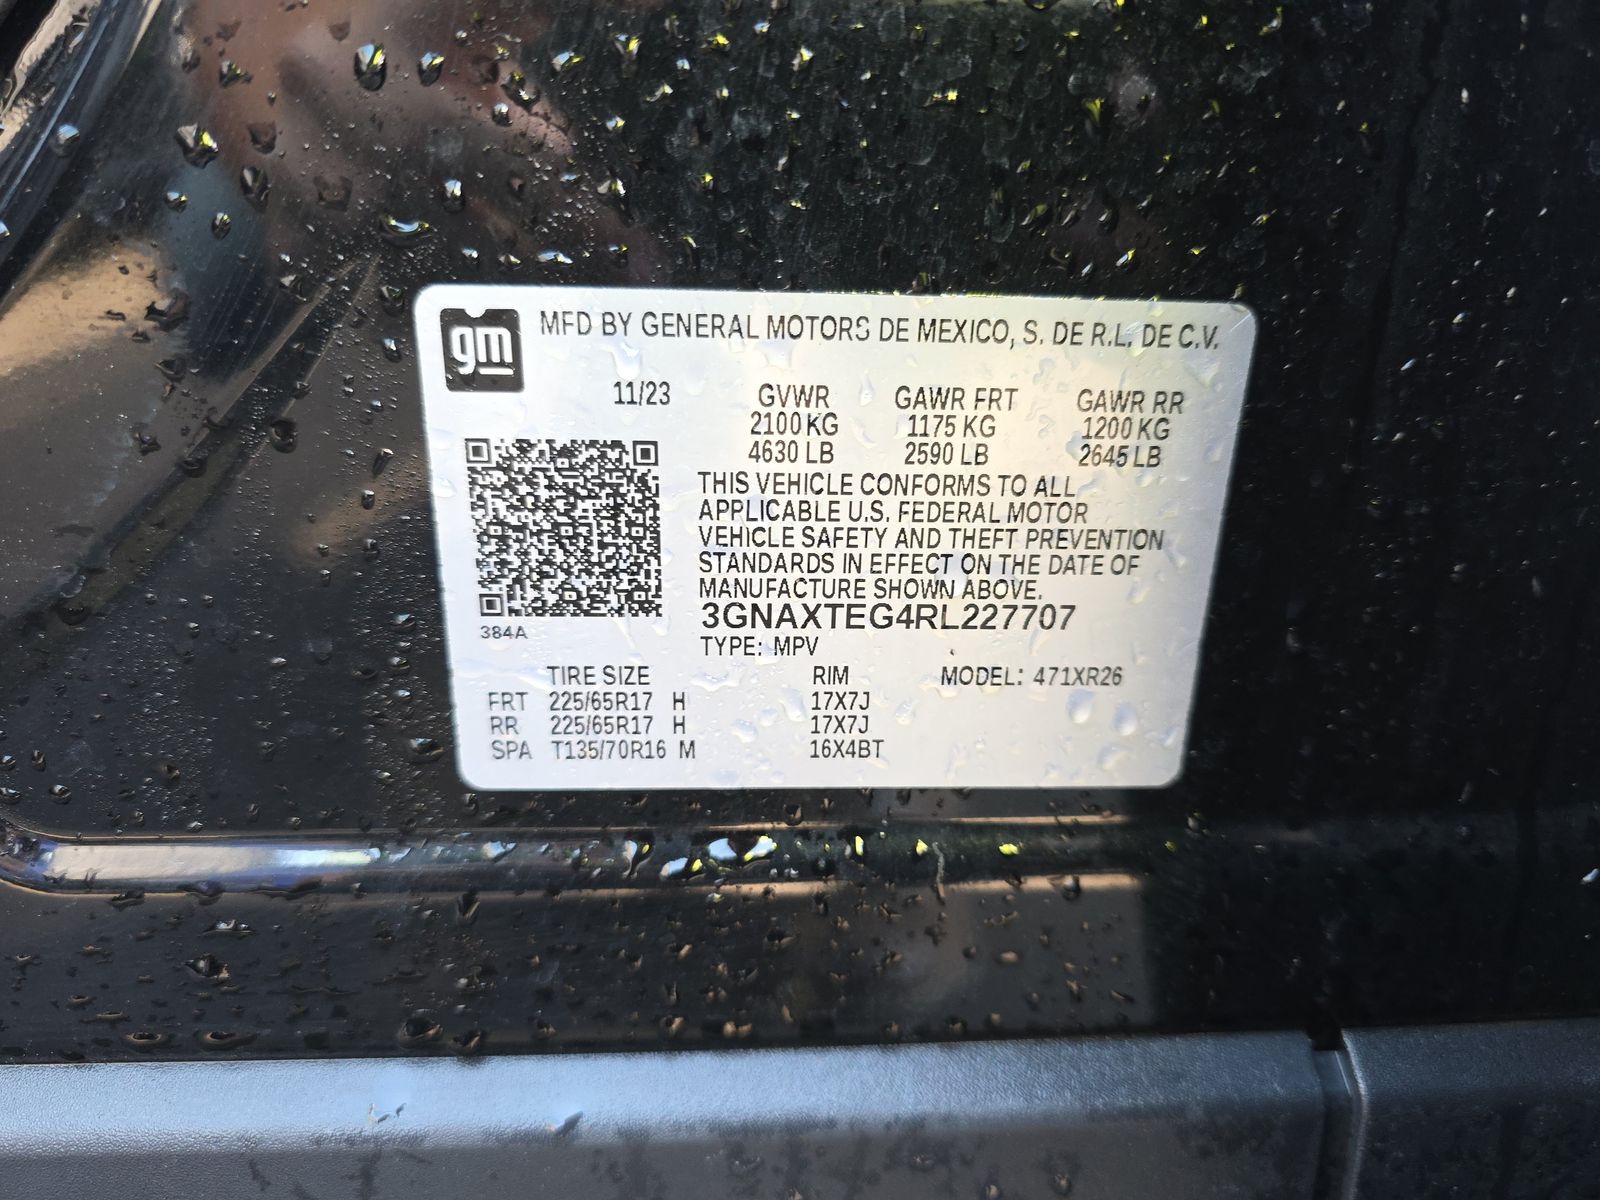 gm MFD BY GENERAL MOTORS DE MEXICO, S. DE R.L. DE C.V.
11/23 GVWR GAWR FRT GAWR RR
2100 KG 1175 KG 1200 KG
4630 LB 2590 LB 2645 LB
THIS VEHICLE CONFORMS TO ALL
APPLICABLE U.S. FEDERAL MOTOR
VEHICLE SAFETY AND THEFT PREVENTION
STANDARDS IN EFFECT ON THE DATE OF
MANUFACTURE SHOWN ABOVE.
3GNAXTEG4RL227707
384A
TYPE: MPV
TIRE SIZE RIM MODEL: 471XR26
FRT 225/65R17 H 17X7J
RR 225/65R17 H 17X7J
SPA T135/70R16 M 16X4BT